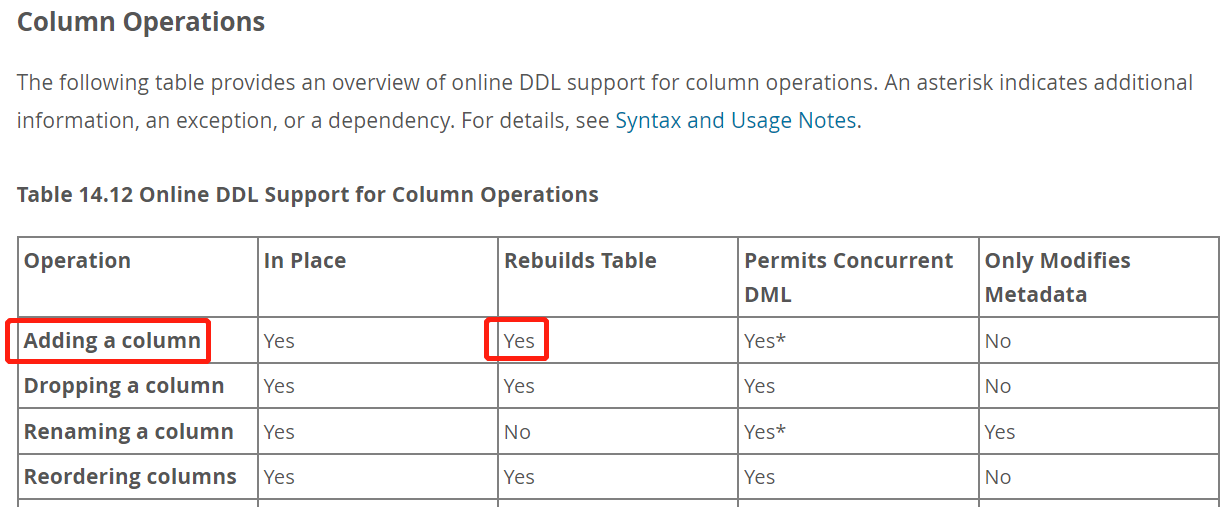 Column Operations
The following table provides an overview of online DDL support for column operations. An asterisk indicates additional
information, an exception, or a dependency. For details, see Syntax and Usage Notes.
Table 14.12 Online DDL Support for Column Operations
Operation In Place Rebuilds Table Permits Concurrent DML Only Modifies Metadata
Adding a column Yes Yes Yes* No
Dropping a column Yes Yes Yes No
Renaming a column Yes No Yes* Yes
Reordering columns Yes Yes Yes No